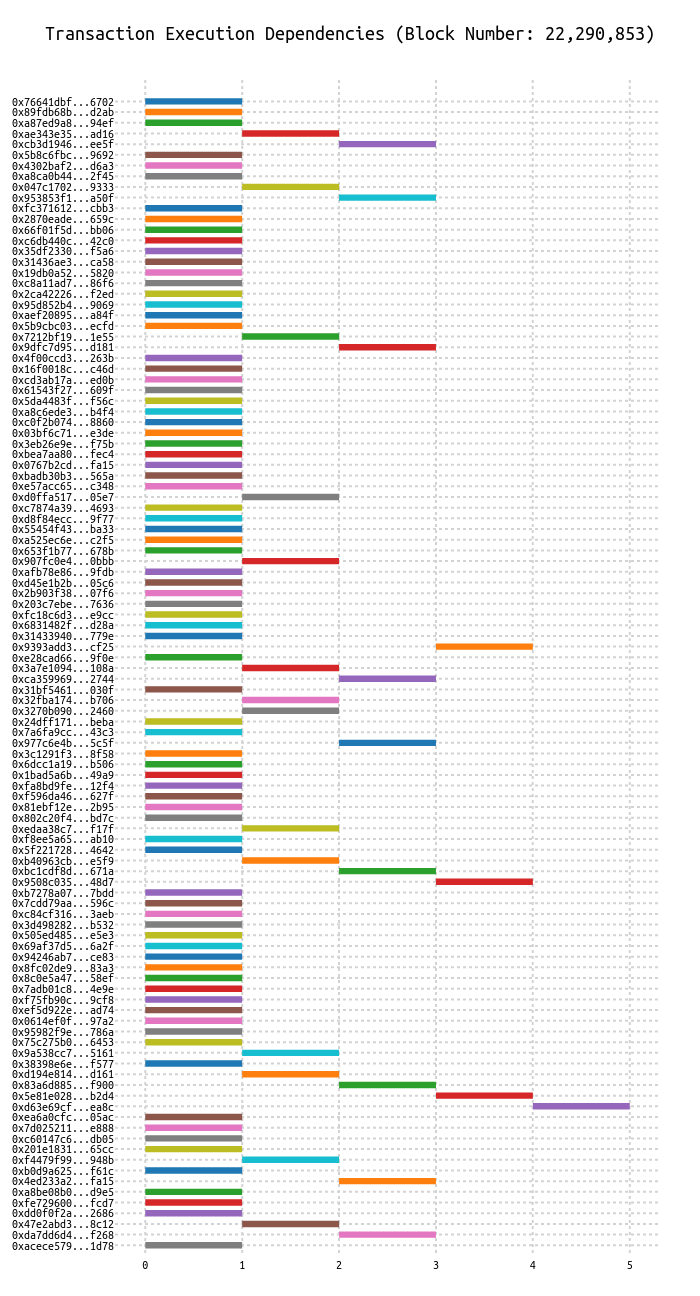 Transaction Execution Dependencies (Block Number: 22,290,853)
0x76641dbf...6702
0x89fdb68b...d2ab
0xa87ed9a8...94ef
0xae343e35...ad16
0xcb3d1946...ee5f
0x5b8c6fbc...9692
0x4302baf2...d6a3
0xa8ca0b44...2f45
0x047c1702...9333
0x953853f1...a50f
0xfc371612...cbb3
0x2870eade...659c
0x66f01f5d...bb06
0xc6db440c...42c0
0x35df2330...f5a6
0x31436ae3...ca58
0x19db0a52...5820
0xc8a11ad7...86f6
0x2ca42226...f2ed
0x95d852b4...9069
0xaef20895...a84f
0x5b9cbc03...ecfd
0x7212bf19...1e55
0x9dfc7d95...d181
0x4f00ccd3...263b
0x16f0018c...c46d
0xcd3ab17a...ed0b
0x61543f27...609f
0x5da4483f...f56c
0xa8c6ede3...b4f4
0xc0f2b074...8860
0x03bf6c71...e3de
0x3eb26e9e...f75b
0xbea7aa80...fec4
0x0767b2cd...fa15
0xbadb30b3...565a
0xe57acc65...c348
0xd0ffa517...05e7
0xc7874a39...4693
0xd8f84ecc...9f77
0x55454f43...ba33
0xa525ec6e...c2f5
0x653f1b77...678b
0x907fc0e4...0bbb
0xafb78e86...9fdb
0xd45e1b2b...05c6
0x2b903f38...07f6
0x203c7ebe...7636
0xfc18c6d3...e9cc
0x6831482f...d28a
0x31433940...779e
0x9393add3...cf25
0xe28cad66...9f0e
0x3a7e1094...108a
0xca359969...2744
0x31bf5461...030f
0x32fba174...b706
0x3270b090...2460
0x24dff171...beba
0x7a6fa9cc...43c3
0x977c6e4b...5c5f
0x3c1291f3...8f58
0x6dcc1a19...b506
0x1bad5a6b...49a9
0xfa8bd9fe...12f4
0xf596da46...627f
0x81ebf12e...2b95
0x802c20f4...bd7c
0xedaa38c7...f17f
0xf8ee5a65...ab10
0x5f221728...4642
0xb40963cb...e5f9
0xbc1cdf8d...671a
0x9508c035...48d7
0xb7278a07...7bdd
0x7cdd79aa...596c
0xc84cf316...3aeb
0x3d498282...b532
0x505ed485...e5e3
0x69af37d5...6a2f
0x94246ab7...ce83
0x8fc02de9...83a3
0x8c0e5a47...58ef
0x7adb01c8...4e9e
0xf75fb90c...9cf8
0xef5d922e...ad74
0x0614ef0f...97a2
0x95982f9e...786a
0x75c275b0...6453
0x9a538cc7...5161
0x38398e6e...f577
0xd194e814...d161
0x83a6d885...f900
0x5e81e028...b2d4
0xd63e69cf...ea8c
0xea6a0cfc...05ac
0x7d025211...e888
0xc60147c6...db05
0x201e1831...65cc
0xf4479f99...948b
0xb0d9a625...f61c
0x4ed233a2...fa15
0xa8be08b0...d9e5
0xfe729600...fcd7
0xdd0f0f2a...2686
0x47e2abd3...8c12
0xda7dd6d4...f268
0xacece579...1d78
0 1 2 3 4 5